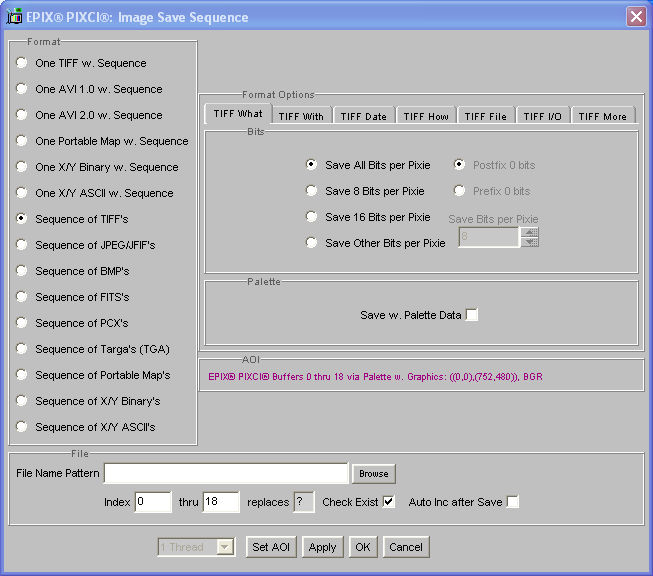 EPIX® PIXCI®: Image Save Sequence
Format
One TIFF w. Sequence
One AVI 1.0 w. Sequence
One AVI 2.0 w. Sequence
One Portable Map w. Sequence
One X/Y Binary w. Sequence
One X/Y ASCII w. Sequence
Sequence of TIFF's
Sequence of JPEG/JFIF's
Sequence of BMP's
Sequence of FITS's
Sequence of PCX's
Sequence of Targa's (TGA)
Sequence of Portable Map's
Sequence of X/Y Binary's
Sequence of X/Y ASCII's
Format Options
TIFF What TIFF With TIFF Date TIFF How TIFF File TIFF I/O TIFF More
Bits
Save All Bits per Pixie Postfix 0 bits
Save 8 Bits per Pixie Prefix 0 bits
Save 16 Bits per Pixie Save Bits per Pixie
Save Other Bits per Pixie 8
Palette
Save w. Palette Data
AOI
EPIX® PIXCI® Buffers 0 thru 18 via Palette w. Graphics: ((0,0),(752,480)), BGR
File
File Name Pattern Browse
Index 0 thru 18 replaces ? Check Exist Auto Inc after Save
1 Thread Set AOI Apply OK Cancel